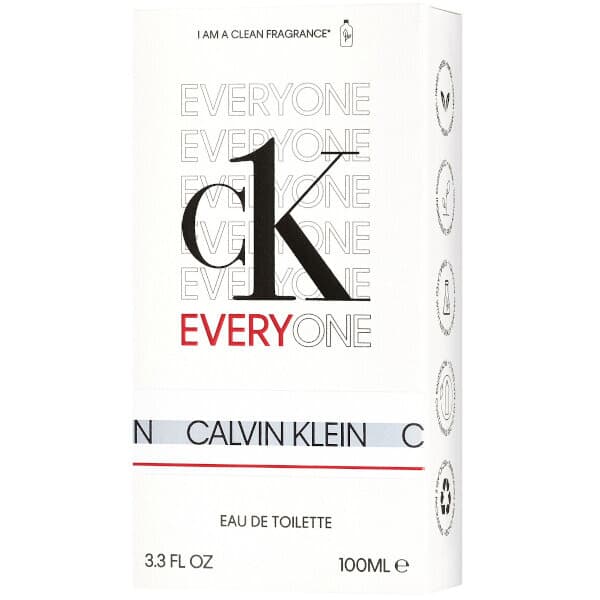 I AM A CLEAN FRAGRANCE*
EVERYONE
EVERYONE
EVERYONE
EVERYONE
EVERYONE
cK
EVERYONE
N CALVIN KLEIN C
EAU DE TOILETTE
3.3 FL OZ 100ML ℮